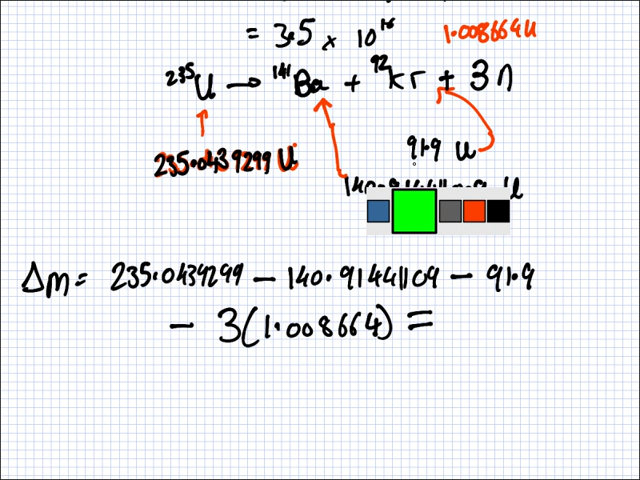 = 3.5 × 10¹⁶
1.008664u
²³⁵U → ¹⁴¹Ba + ⁹²Kr + 3n
91.9 u
235.0439299 u
u
Δm = 235.0439299 − 140.9144109 − 91.9
− 3(1.008664) =